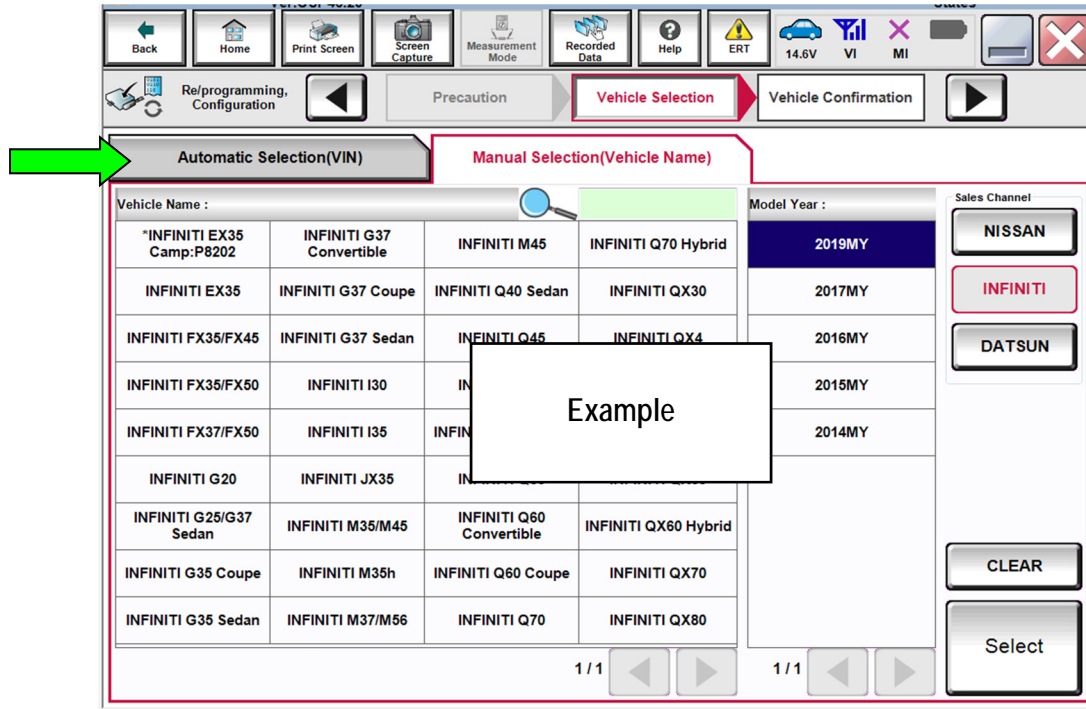 Back
Home
Print Screen
Screen
Capture
Measurement
Mode
Recorded
Data
Help
ERT
14.6V
VI
MI
Re/programming,
Configuration
Precaution
Vehicle Selection
Vehicle Confirmation
Automatic Selection(VIN)
Manual Selection(Vehicle Name)
Vehicle Name :
Model Year :
Sales Channel
*INFINITI EX35
Camp:P8202
INFINITI G37
Convertible
INFINITI M45
INFINITI Q70 Hybrid
2019MY
NISSAN
INFINITI EX35
INFINITI G37 Coupe
INFINITI Q40 Sedan
INFINITI QX30
2017MY
INFINITI
INFINITI FX35/FX45
INFINITI G37 Sedan
INFINITI Q45
INFINITI QX4
2016MY
DATSUN
INFINITI FX35/FX50
INFINITI I30
2015MY
Example
INFINITI FX37/FX50
INFINITI I35
2014MY
INFINITI G20
INFINITI JX35
INFINITI G25/G37
Sedan
INFINITI M35/M45
INFINITI Q60
Convertible
INFINITI QX60 Hybrid
INFINITI G35 Coupe
INFINITI M35h
INFINITI Q60 Coupe
INFINITI QX70
CLEAR
INFINITI G35 Sedan
INFINITI M37/M56
INFINITI Q70
INFINITI QX80
Select
1/1
1/1